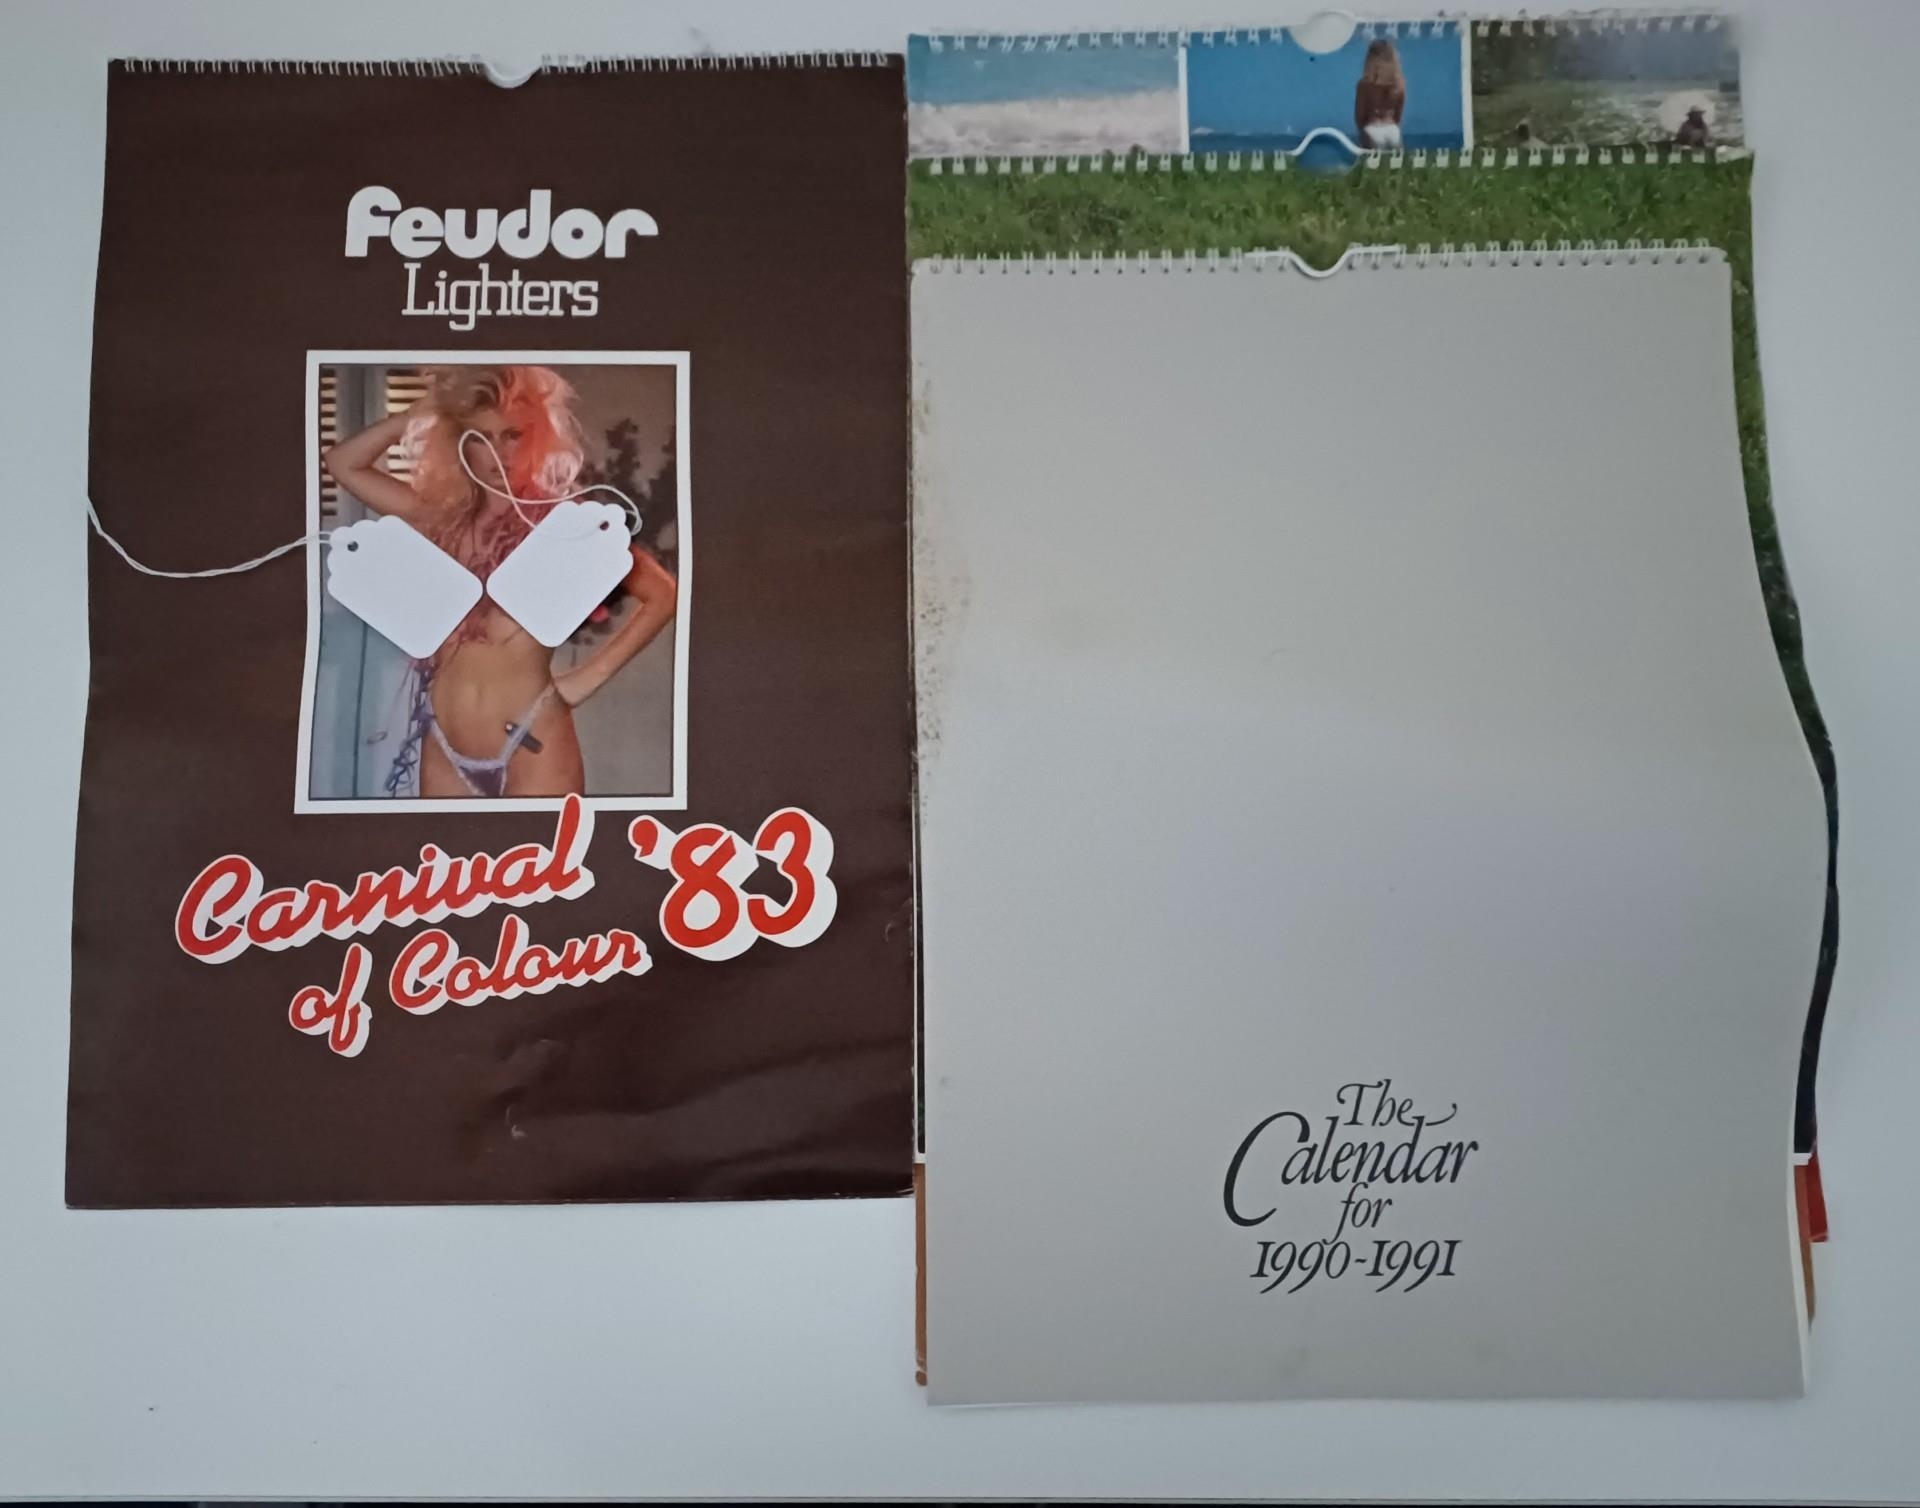 feudor
Lighters
Carnival '83
of Colour
The
Calendar
for
1990-1991